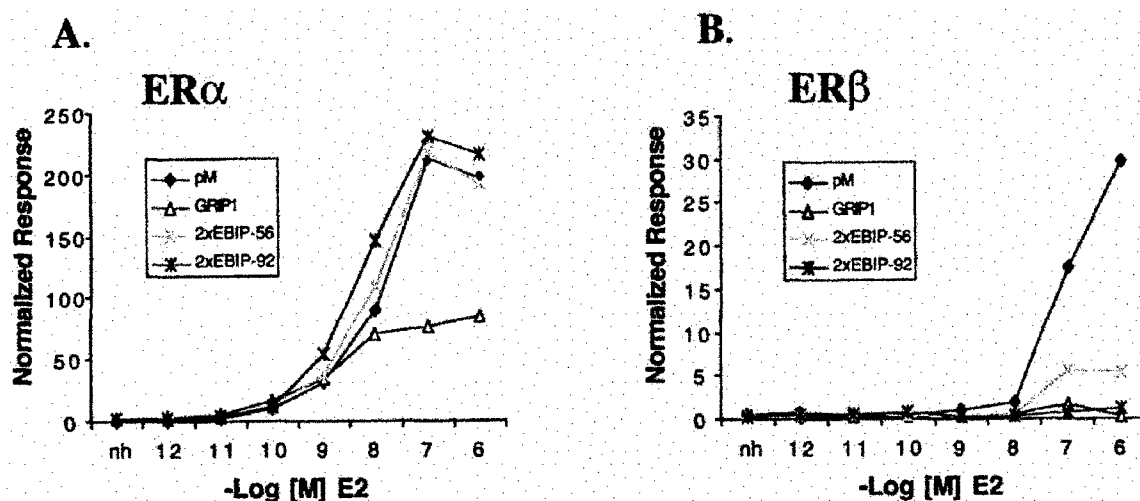 A.
ERα
Normalized Response
250
200
150
100
50
0
pM
GRIP1
2xEBIP-56
2xEBIP-92
nh 12 11 10 9 8 7 6
-Log [M] E2
B.
ERβ
Normalized Response
35
30
25
20
15
10
5
0
pM
GRIP1
2xEBIP-56
2xEBIP-92
nh 12 11 10 9 8 7 6
-Log [M] E2